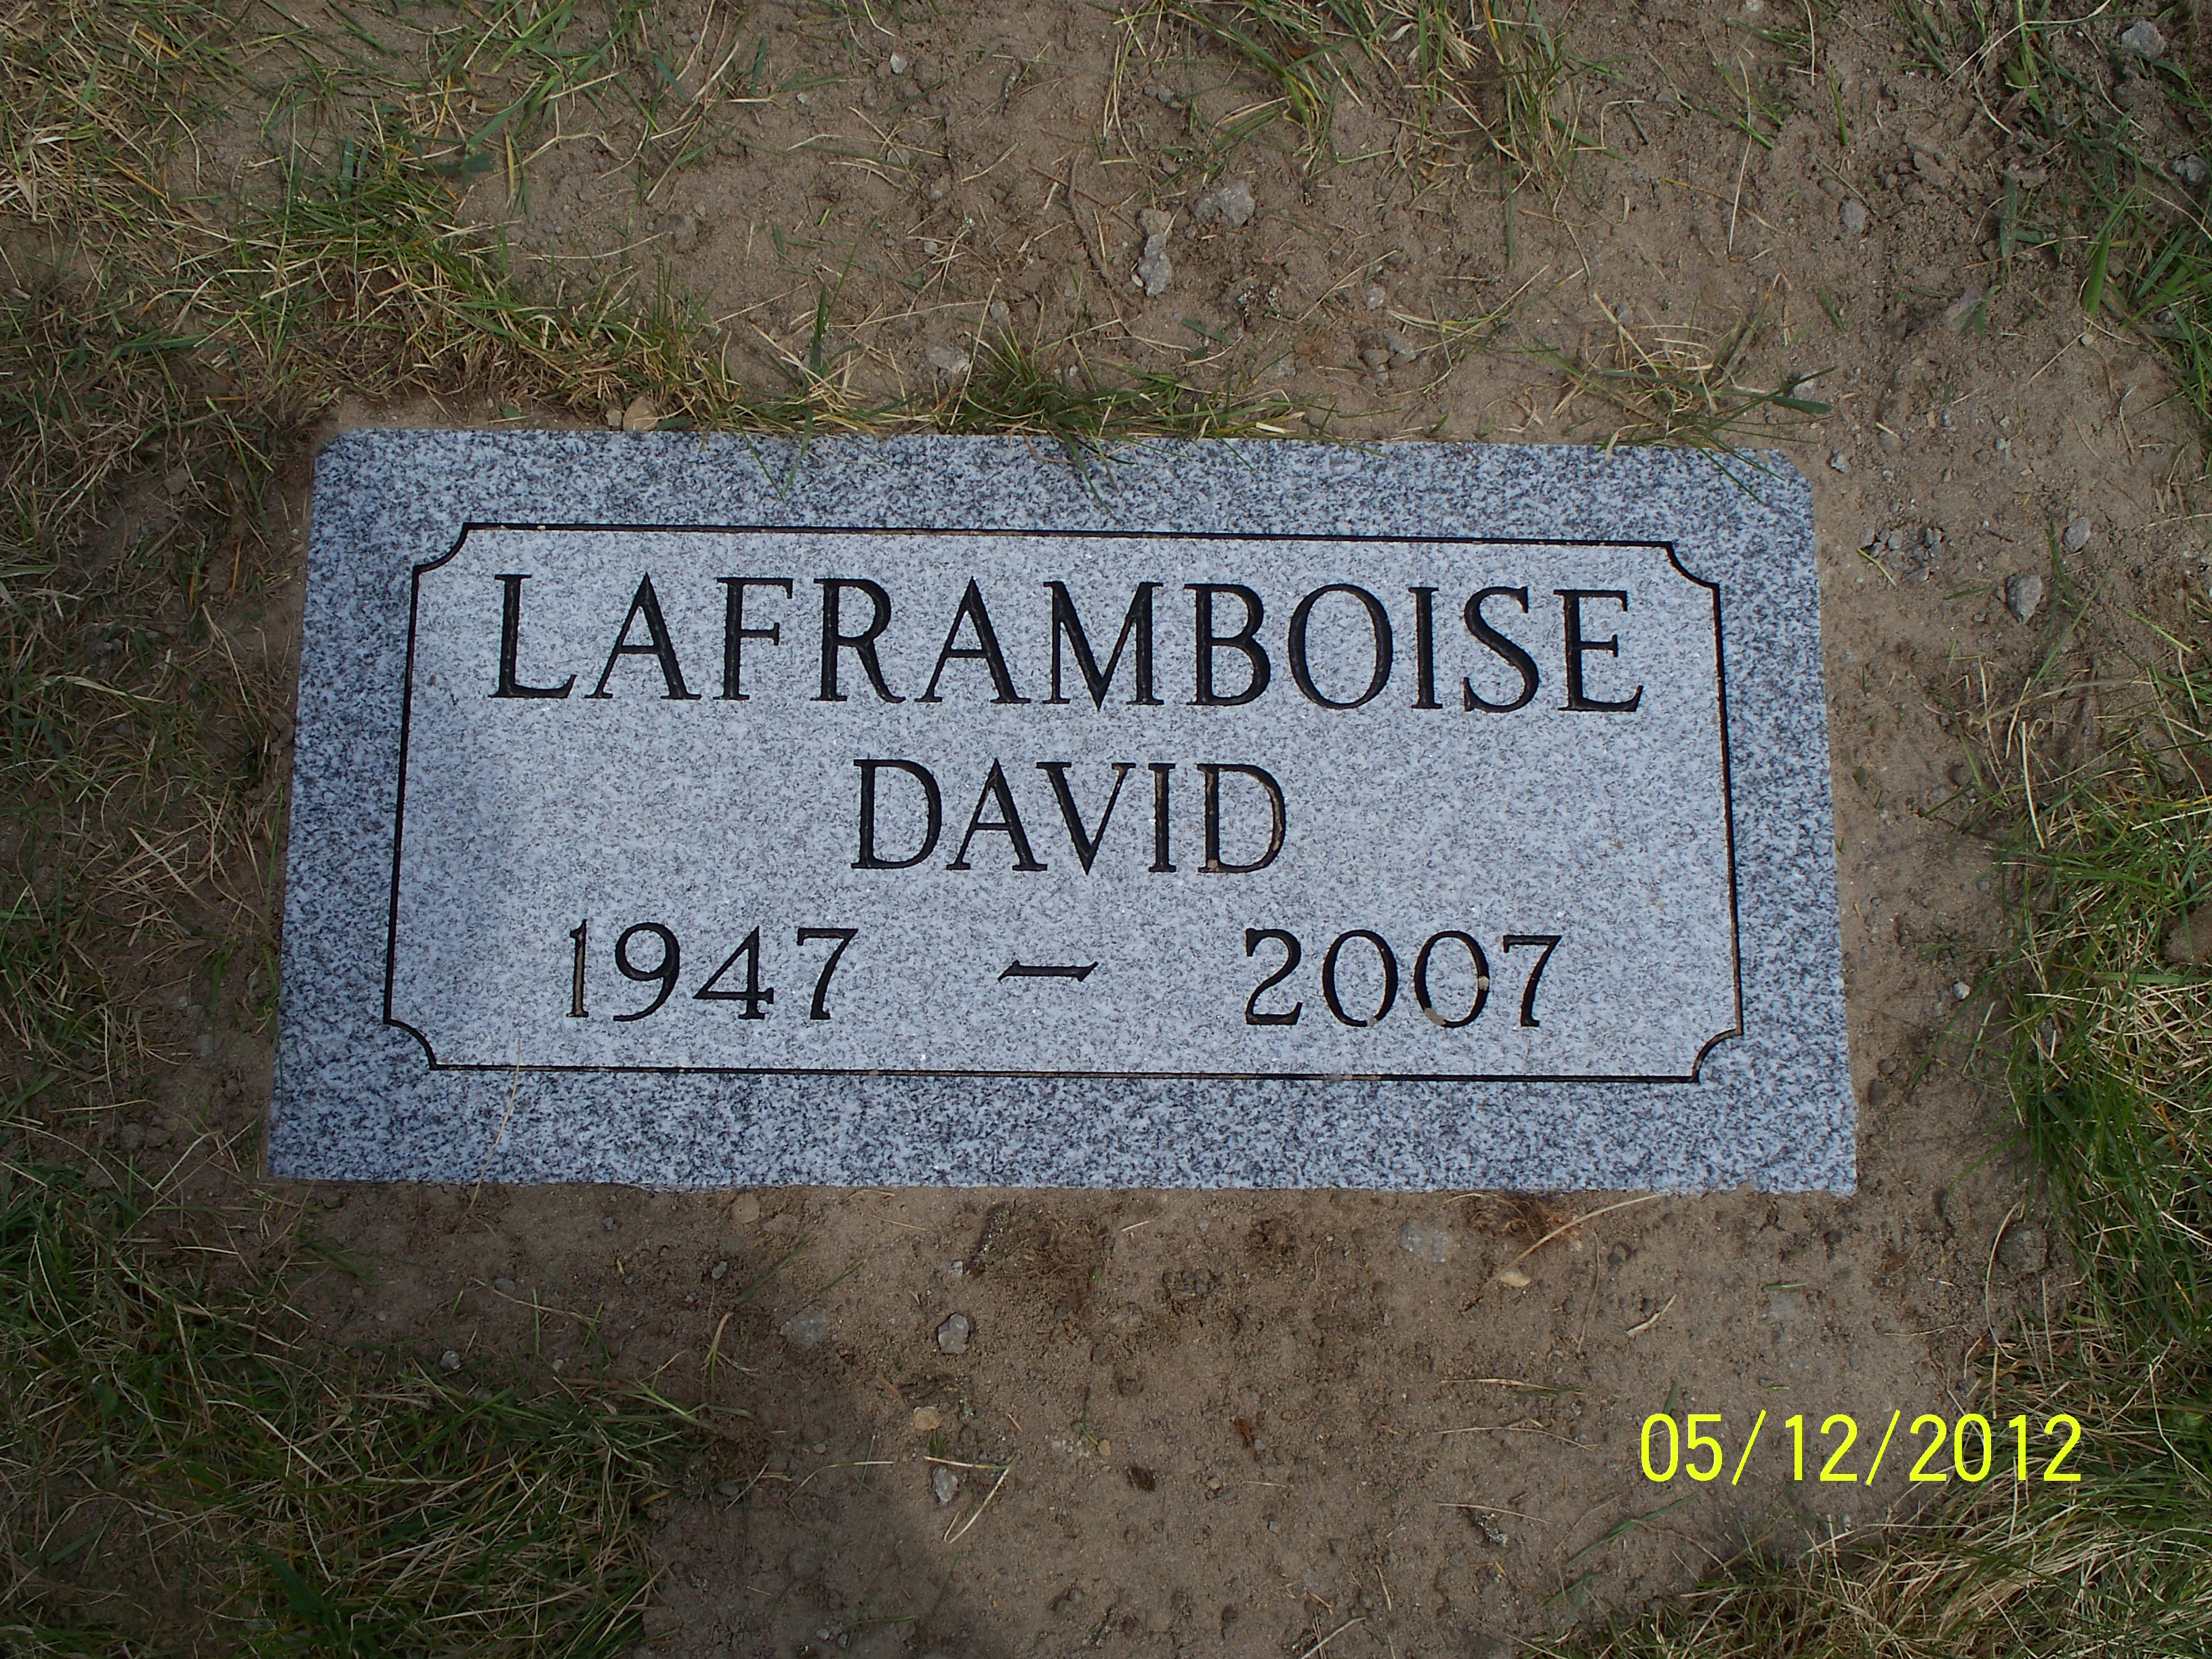 LAFRAMBOISE
DAVID
1947 – 2007
05/12/2012